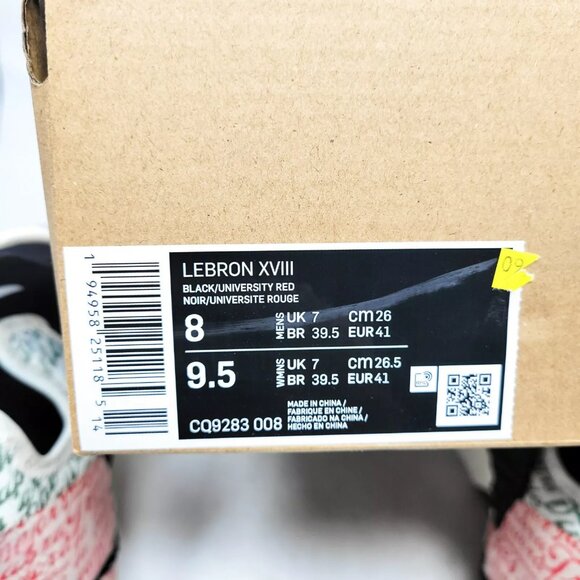 LEBRON XVIII
BLACK/UNIVERSITY RED
NOIR/UNIVERSITE ROUGE
8 MENS UK 7 cm 26
BR 39.5 EUR 41
9.5 WMNS UK 7 cm 26.5
BR 39.5 EUR 41
CQ9283 008
MADE IN CHINA /
FABRIQUE EN CHINE /
FABRICADO NA CHINA /
HECHO EN CHINA
1 94958 25118 5 14
09